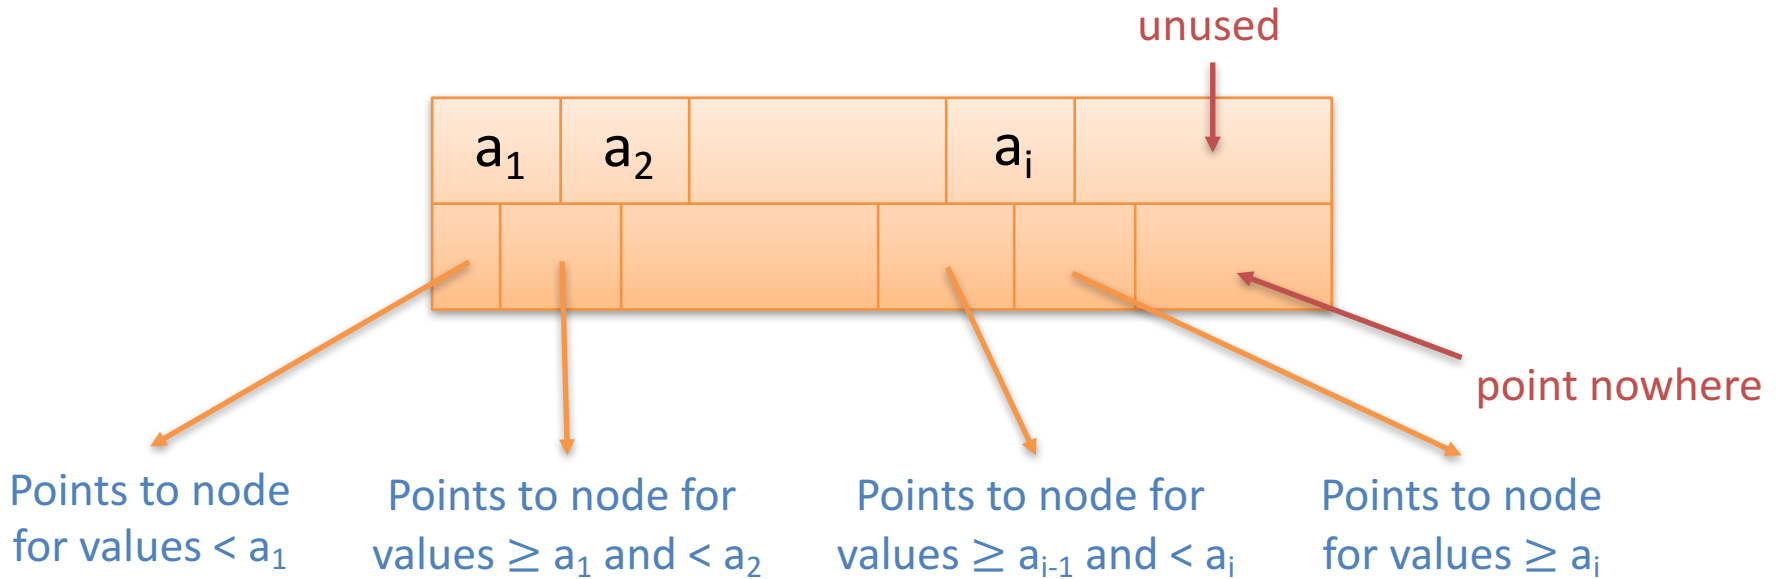 unused
a₁ a₂ aᵢ
point nowhere
Points to node
for values < a₁
Points to node for
values ≥ a₁ and < a₂
Points to node for
values ≥ aᵢ₋₁ and < aᵢ
Points to node
for values ≥ aᵢ